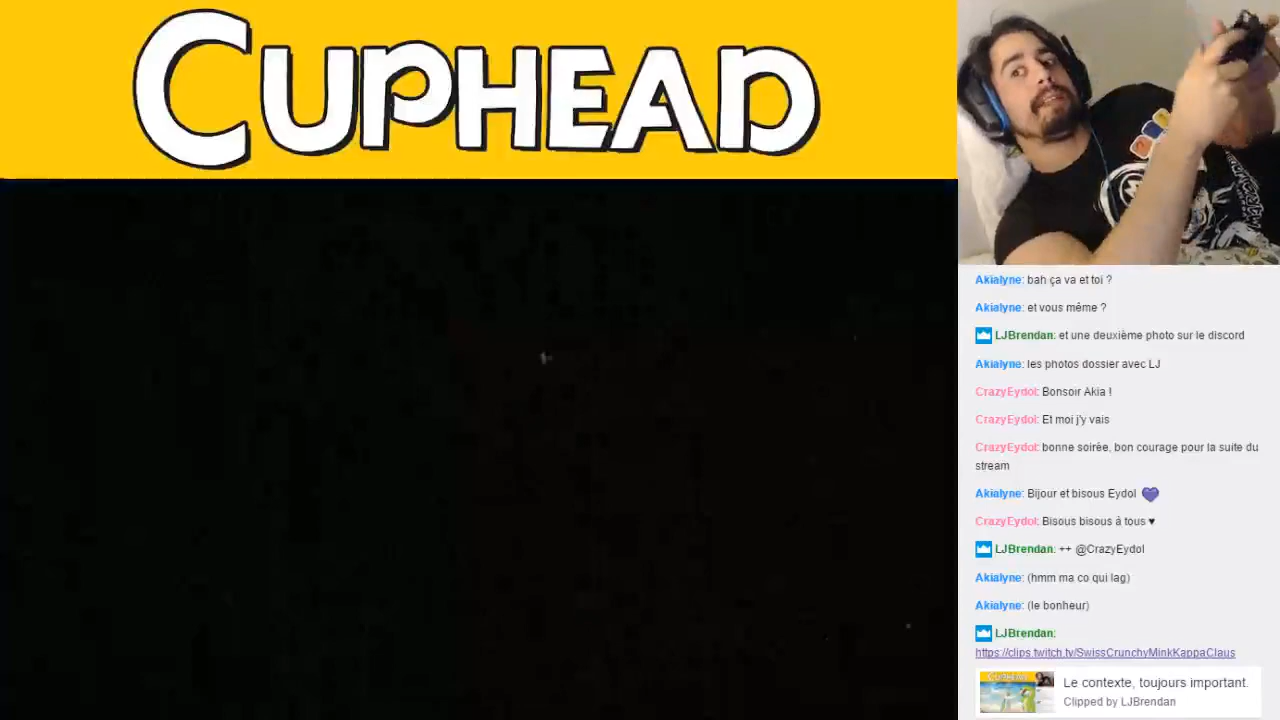 CUPHEAD
Akialyne: bah ça va et toi ?
Akialyne: et vous même ?
LJBrendan: et une deuxième photo sur le discord
Akialyne: les photos dossier avec LJ
CrazyEydol: Bonsoir Akia !
CrazyEydol: Et moi j'y vais
CrazyEydol: bonne soirée, bon courage pour la suite du
stream
Akialyne: Bijour et bisous Eydol 💜
CrazyEydol: Bisous bisous à tous ♥
LJBrendan: ++ @CrazyEydol
Akialyne: (hmm ma co qui lag)
Akialyne: (le bonheur)
LJBrendan:
https://clips.twitch.tv/SwissCrunchyMinkKappaClaus
CUPHEAD
Le contexte, toujours important.
Clipped by LJBrendan